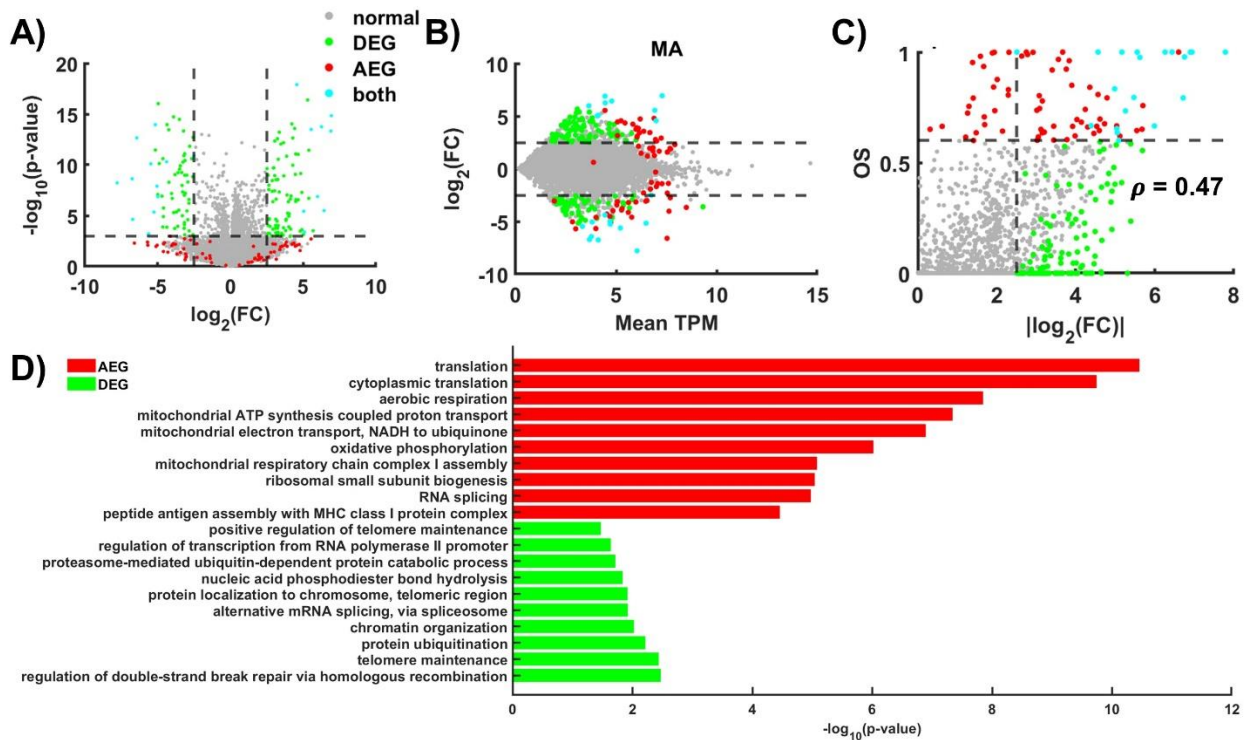 A)
normal
DEG
AEG
both
20
15
10
5
0
-log10(p-value)
-10
-5
0
5
10
log2(FC)
B)
MA
10
5
0
-5
-10
log2(FC)
0
5
10
15
Mean TPM
C)
1
0.5
0
OS
ρ = 0.47
0
2
4
6
8
|log2(FC)|
D)
AEG
DEG
translation
cytoplasmic translation
aerobic respiration
mitochondrial ATP synthesis coupled proton transport
mitochondrial electron transport, NADH to ubiquinone
oxidative phosphorylation
mitochondrial respiratory chain complex I assembly
ribosomal small subunit biogenesis
RNA splicing
peptide antigen assembly with MHC class I protein complex
positive regulation of telomere maintenance
regulation of transcription from RNA polymerase II promoter
proteasome-mediated ubiquitin-dependent protein catabolic process
nucleic acid phosphodiester bond hydrolysis
protein localization to chromosome, telomeric region
alternative mRNA splicing, via spliceosome
chromatin organization
protein ubiquitination
telomere maintenance
regulation of double-strand break repair via homologous recombination
0
2
4
6
8
10
12
-log10(p-value)